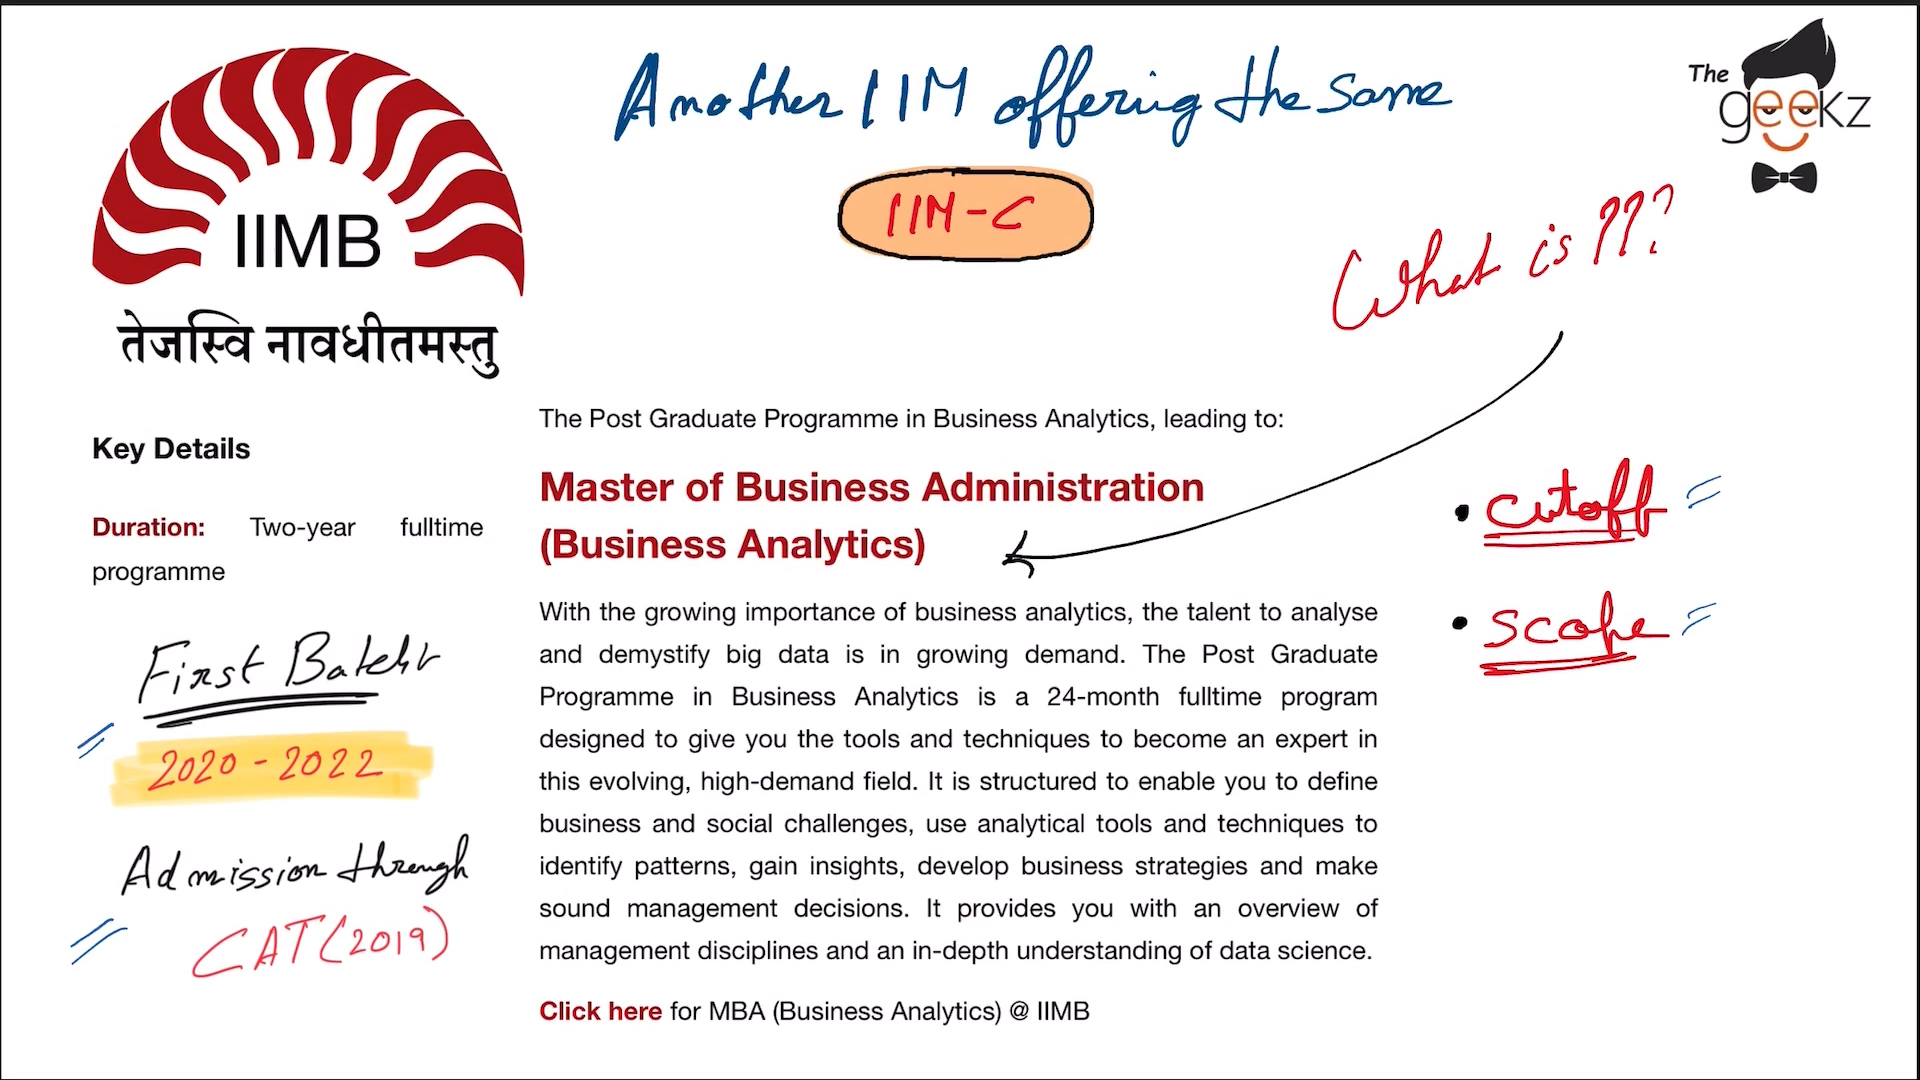 Another IIM offering the same
The
geekz
IIM-C
What is ???
IIMB
तेजस्वि नावधीतमस्तु
Key Details
Duration: Two-year fulltime
programme
First Batch
2020-2022
Admission through
CAT(2019)
The Post Graduate Programme in Business Analytics, leading to:
Master of Business Administration
(Business Analytics)
With the growing importance of business analytics, the talent to analyse
and demystify big data is in growing demand. The Post Graduate
Programme in Business Analytics is a 24-month fulltime program
designed to give you the tools and techniques to become an expert in
this evolving, high-demand field. It is structured to enable you to define
business and social challenges, use analytical tools and techniques to
identify patterns, gain insights, develop business strategies and make
sound management decisions. It provides you with an overview of
management disciplines and an in-depth understanding of data science.
Click here for MBA (Business Analytics) @ IIMB
• cutoff
• scope